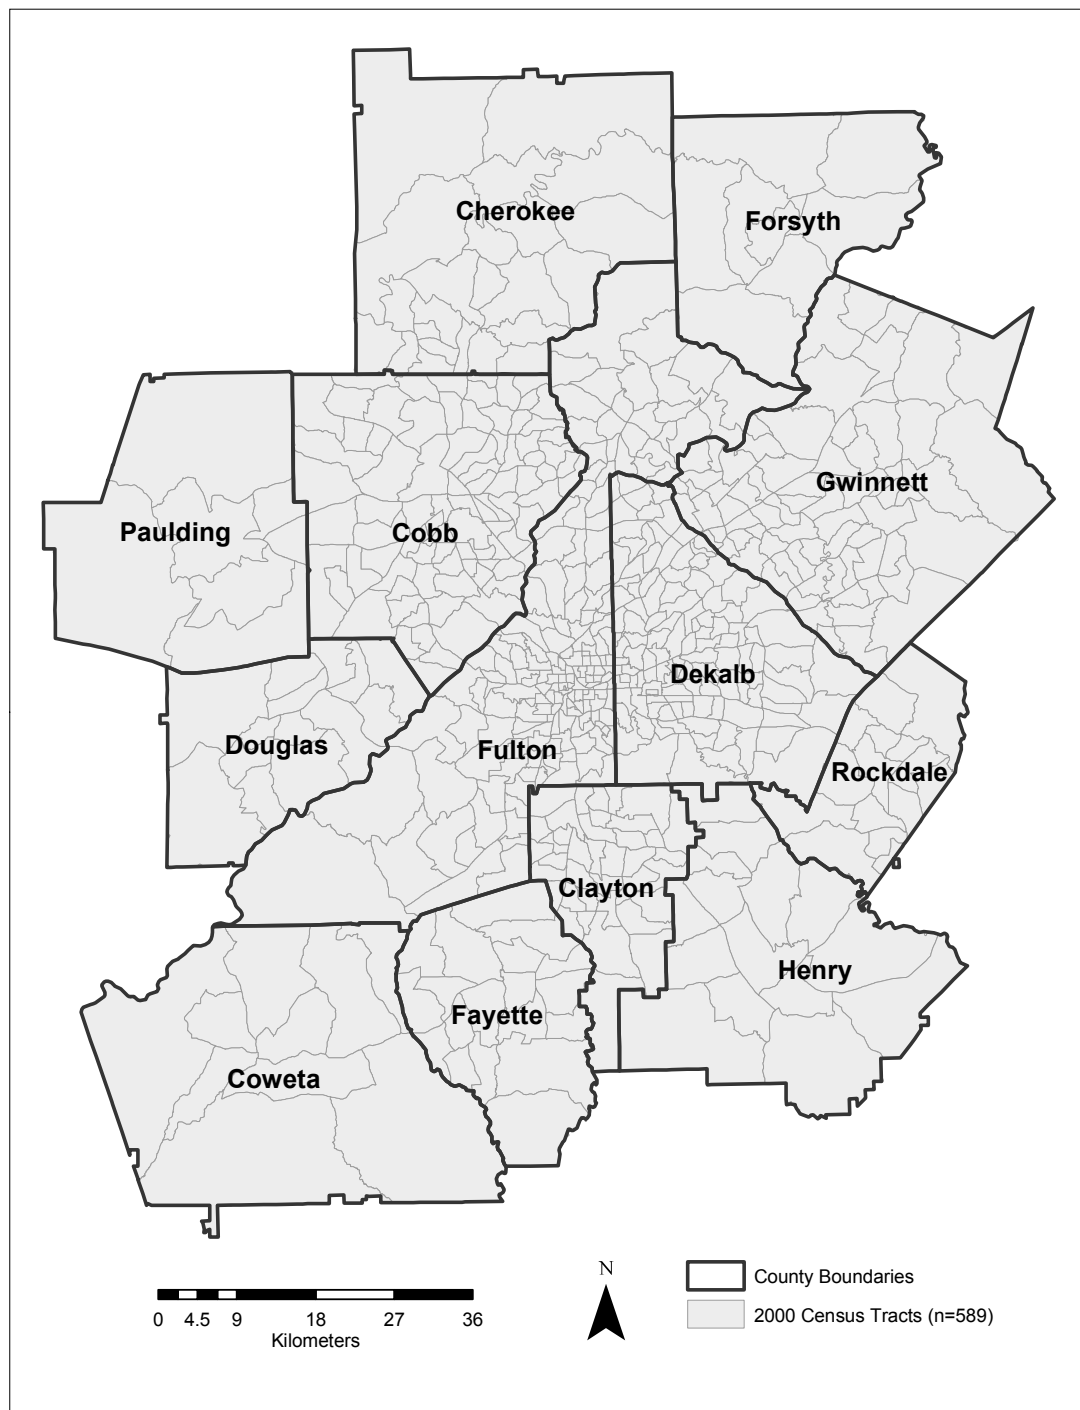 Cherokee
Forsyth
Gwinnett
Paulding
Cobb
Dekalb
Douglas
Fulton
Rockdale
Clayton
Henry
Fayette
Coweta
N
County Boundaries
2000 Census Tracts (n=589)
0 4.5 9 18 27 36
Kilometers